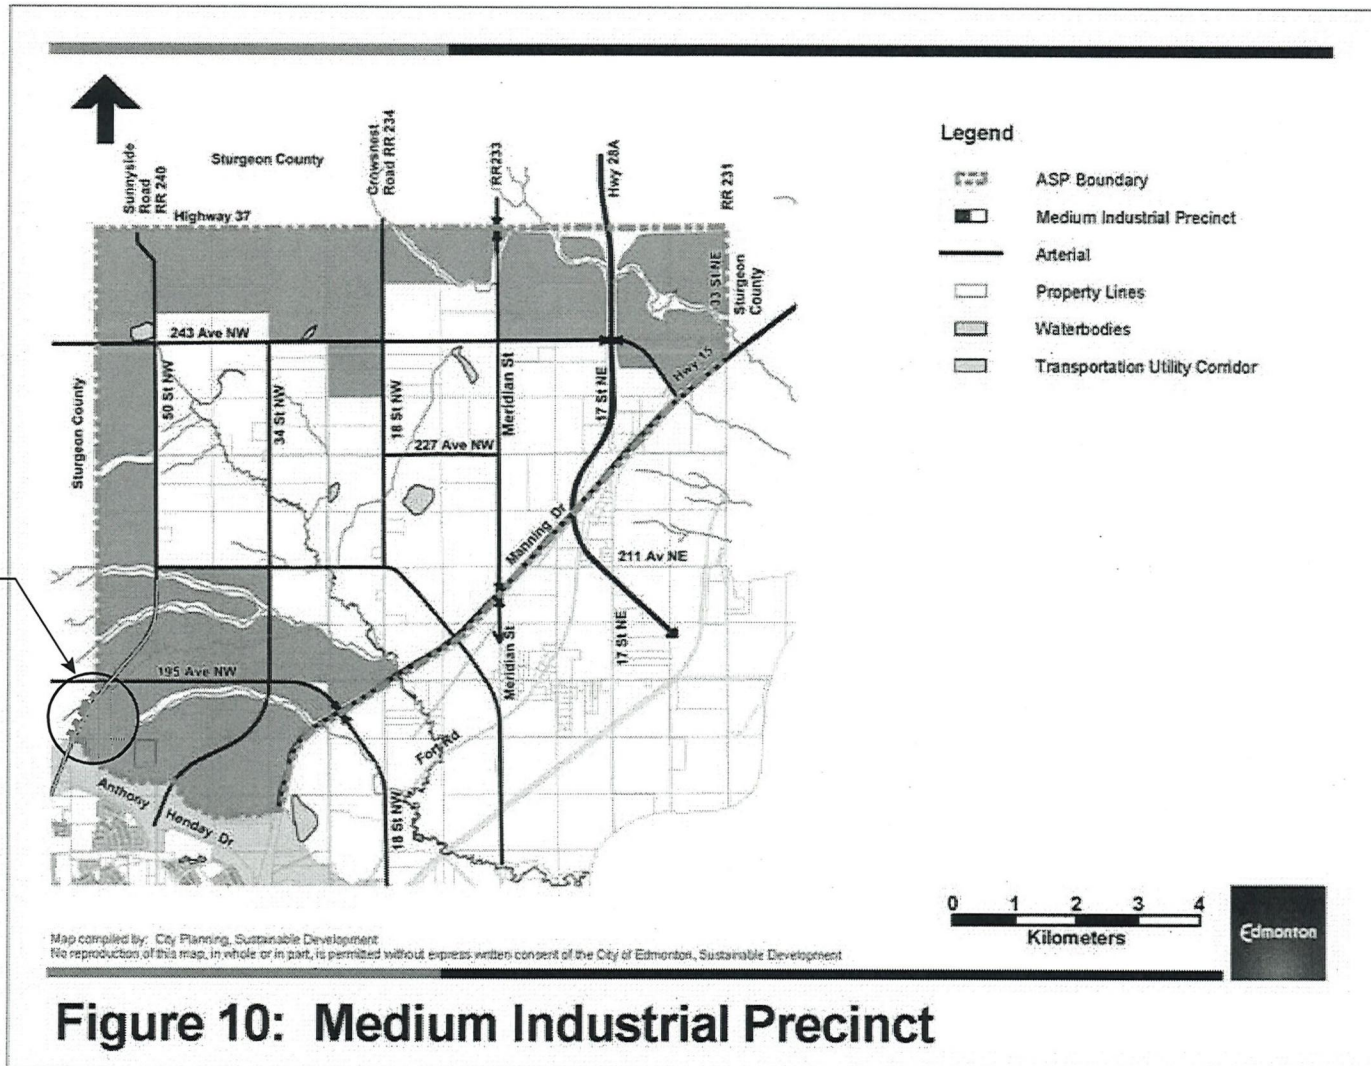 Sunnyside
Road
RR 240
Sturgeon County
Crowsnest
Road RR 234
RR233
Hwy 28A
RR 231
Highway 37
33 St NE
Sturgeon
County
243 Ave NW
Hwy 15
Sturgeon County
50 St NW
34 St NW
18 St NW
Meridian St
17 St NE
227 Ave NW
Manning Dr
211 Av NE
17 St NE
Meridian St
195 Ave NW
Fort Rd
Anthony
Henday Dr
18 St NW
Legend
ASP Boundary
Medium Industrial Precinct
Arterial
Property Lines
Waterbodies
Transportation Utility Corridor
0 1 2 3 4
Kilometers
Edmonton
Map compiled by: City Planning, Sustainable Development
No reproduction of this map, in whole or in part, is permitted without express written consent of the City of Edmonton, Sustainable Development
Figure 10: Medium Industrial Precinct